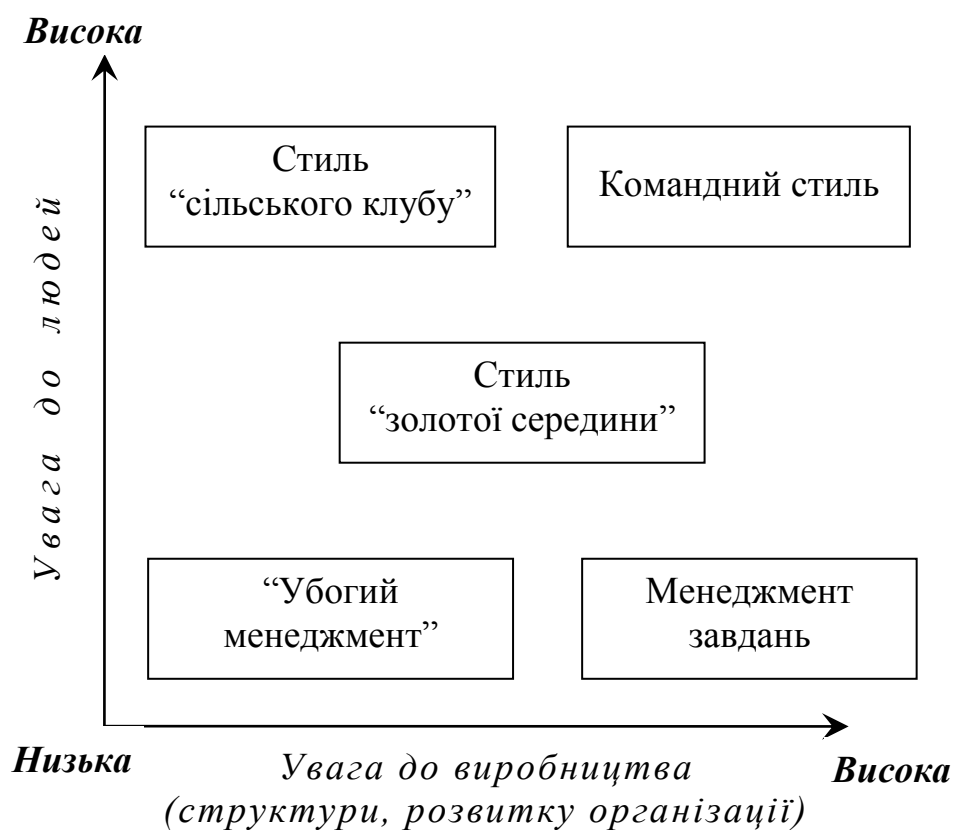 Висока
Стиль
“сільського клубу”
Командний стиль
Увага до людей
Стиль
“золотої середини”
“Убогий
менеджмент”
Менеджмент
завдань
Низька
Увага до виробництва
(структури, розвитку організації)
Висока